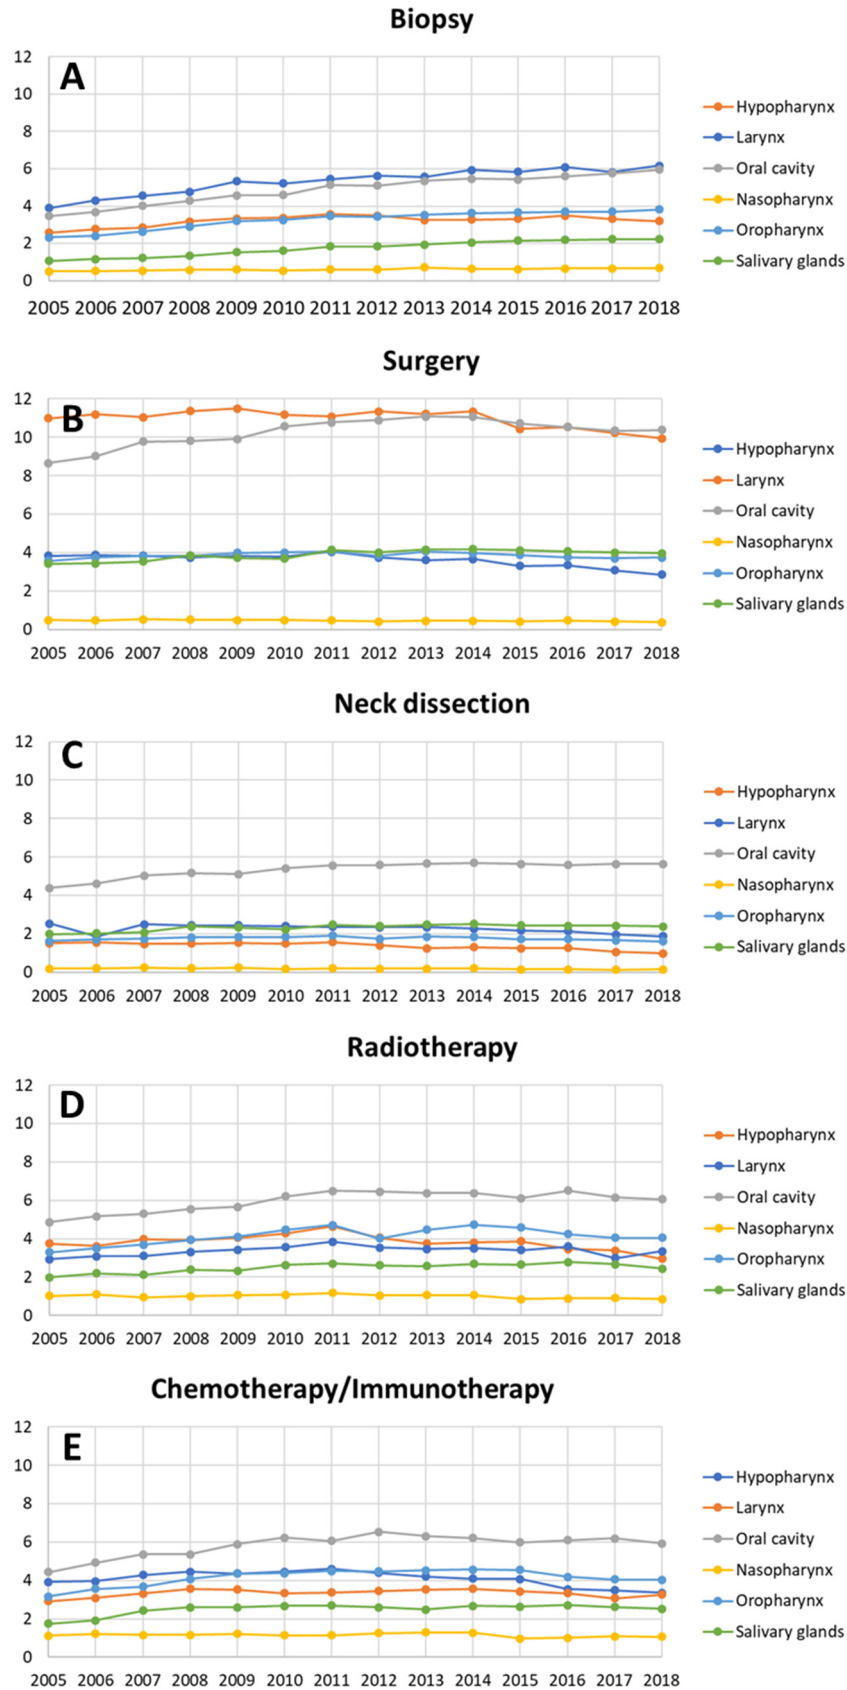 Biopsy
A
12
10
8
6
4
2
0
2005 2006 2007 2008 2009 2010 2011 2012 2013 2014 2015 2016 2017 2018
Hypopharynx
Larynx
Oral cavity
Nasopharynx
Oropharynx
Salivary glands
Surgery
B
12
10
8
6
4
2
0
2005 2006 2007 2008 2009 2010 2011 2012 2013 2014 2015 2016 2017 2018
Hypopharynx
Larynx
Oral cavity
Nasopharynx
Oropharynx
Salivary glands
Neck dissection
C
12
10
8
6
4
2
0
2005 2006 2007 2008 2009 2010 2011 2012 2013 2014 2015 2016 2017 2018
Hypopharynx
Larynx
Oral cavity
Nasopharynx
Oropharynx
Salivary glands
Radiotherapy
D
12
10
8
6
4
2
0
2005 2006 2007 2008 2009 2010 2011 2012 2013 2014 2015 2016 2017 2018
Hypopharynx
Larynx
Oral cavity
Nasopharynx
Oropharynx
Salivary glands
Chemotherapy/Immunotherapy
E
12
10
8
6
4
2
0
2005 2006 2007 2008 2009 2010 2011 2012 2013 2014 2015 2016 2017 2018
Hypopharynx
Larynx
Oral cavity
Nasopharynx
Oropharynx
Salivary glands